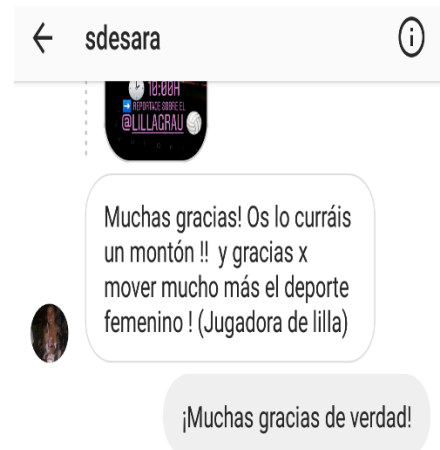 sdesara
10:00H
REPORTACE SOBRE EL
@LILLAGRAU
Muchas gracias! Os lo curráis
un montón !! y gracias x
mover mucho más el deporte
femenino ! (Jugadora de lilla)
¡Muchas gracias de verdad!